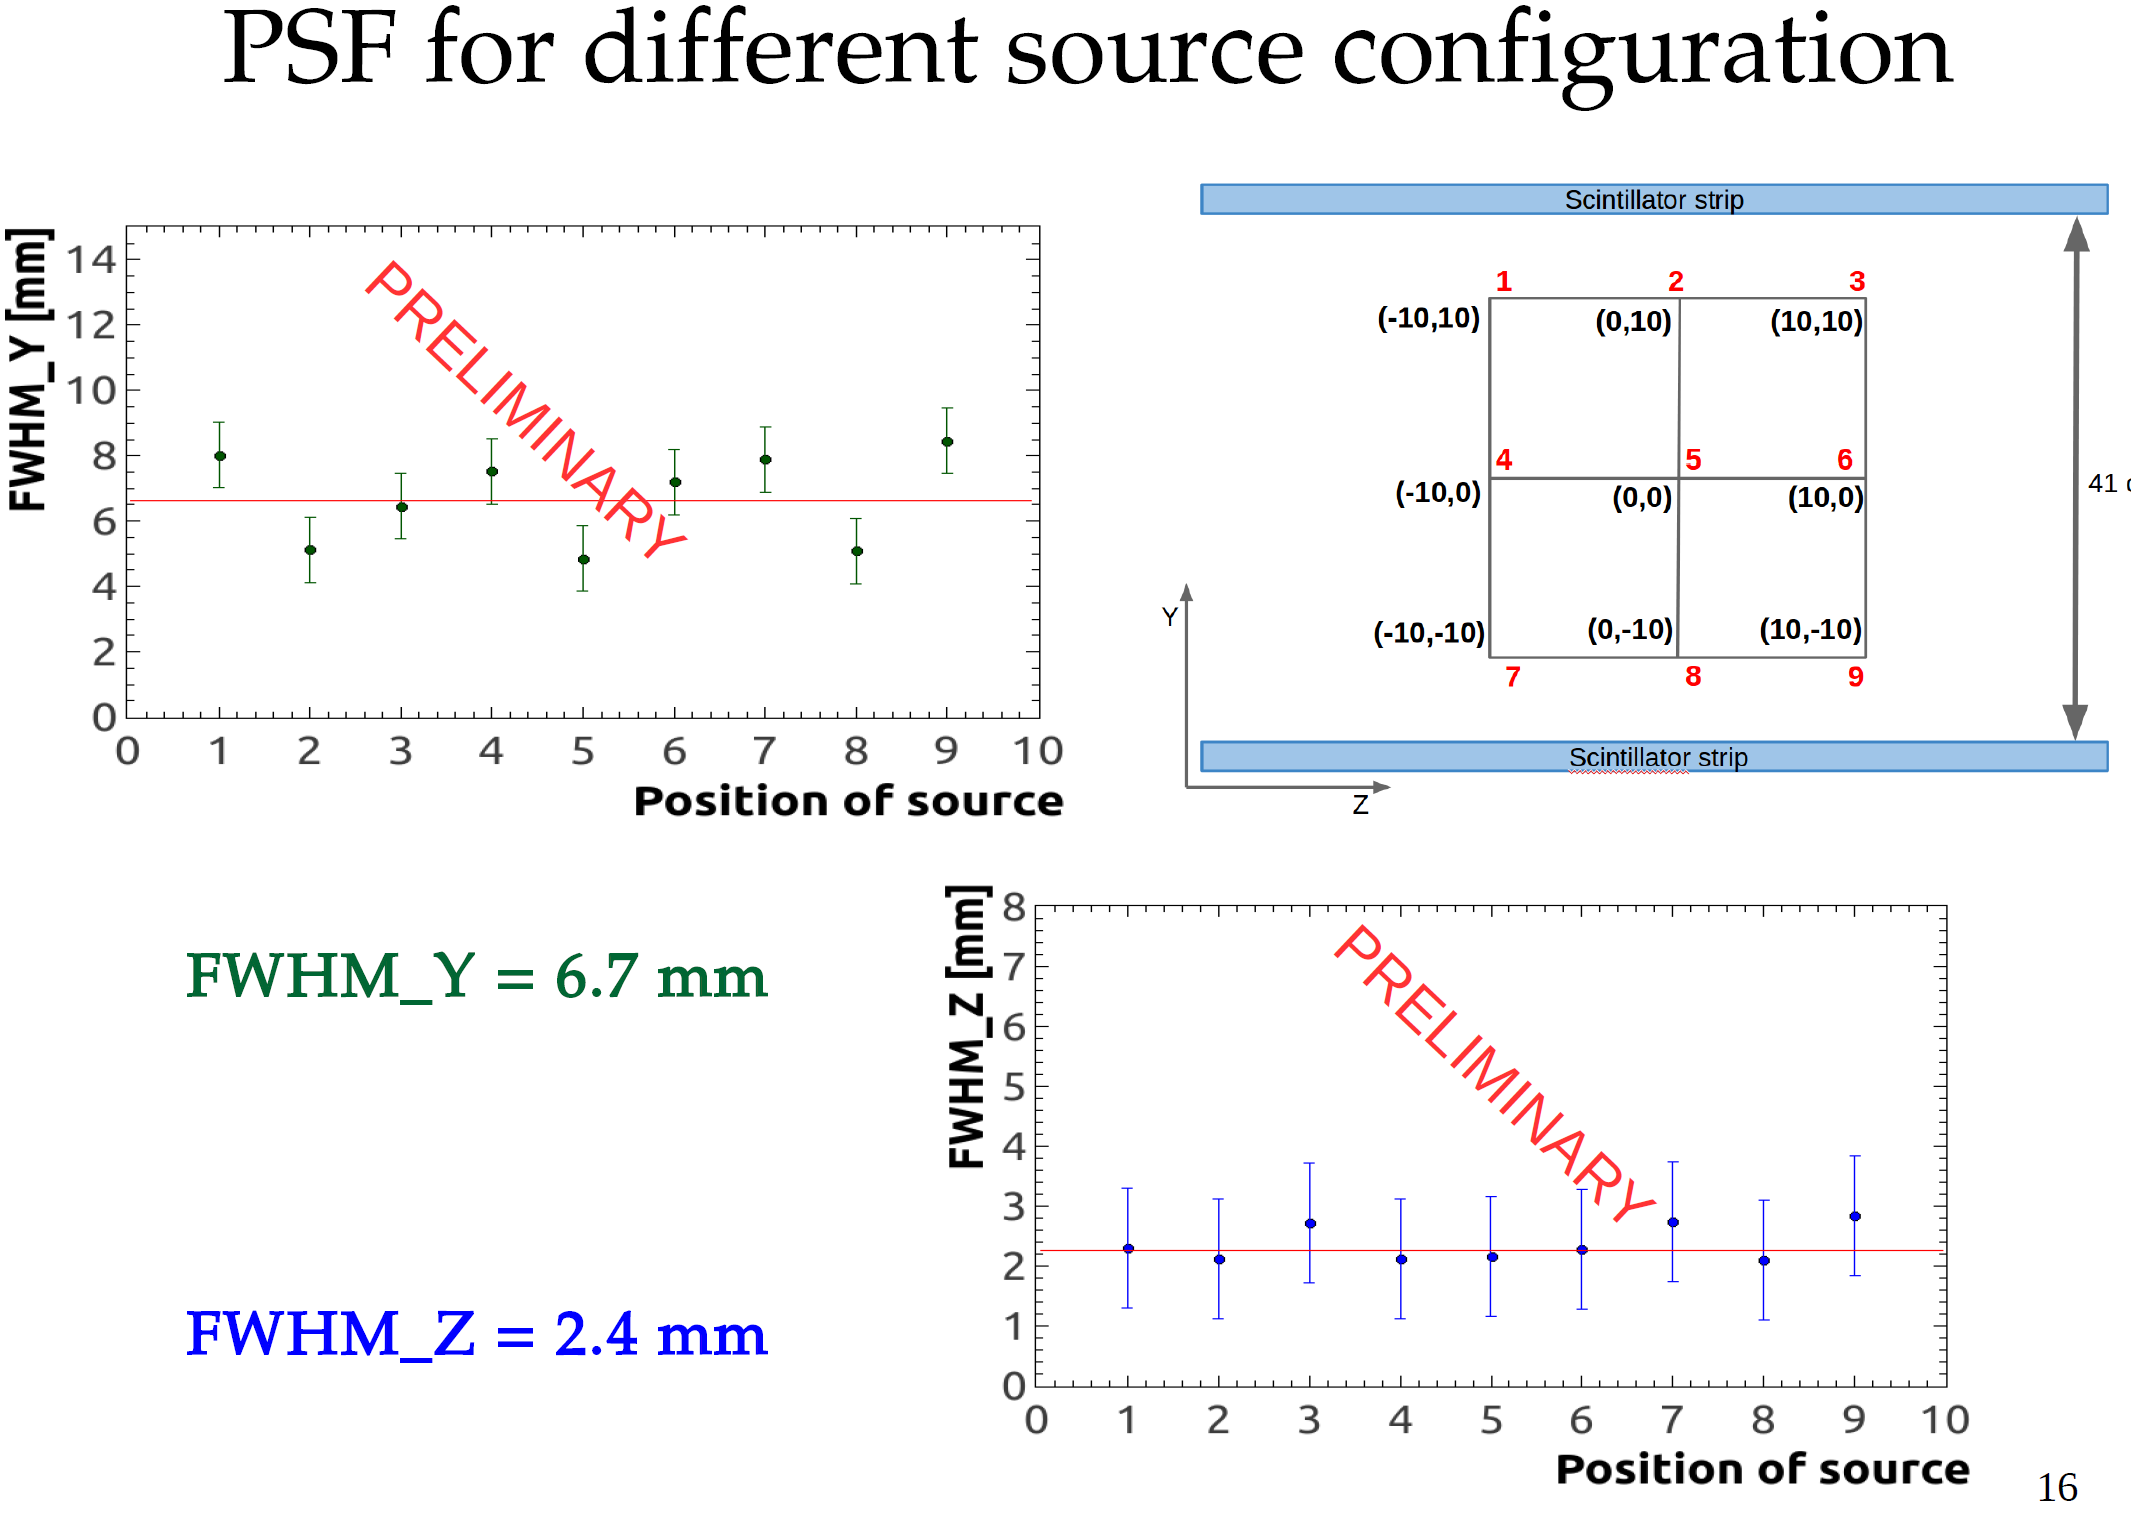 PSF for different source configuration
FWHM_Y [mm]
14
12
10
8
6
4
2
0
0 1 2 3 4 5 6 7 8 9 10
Position of source
PRELIMINARY
Scintillator strip
1 2 3
(-10,10) (0,10) (10,10)
4 5 6
(-10,0) (0,0) (10,0)
41
(-10,-10) (0,-10) (10,-10)
7 8 9
Y
Scintillator strip
Z
FWHM_Y = 6.7 mm
FWHM_Z = 2.4 mm
FWHM_Z [mm]
8
7
6
5
4
3
2
1
0
0 1 2 3 4 5 6 7 8 9 10
Position of source
PRELIMINARY
16